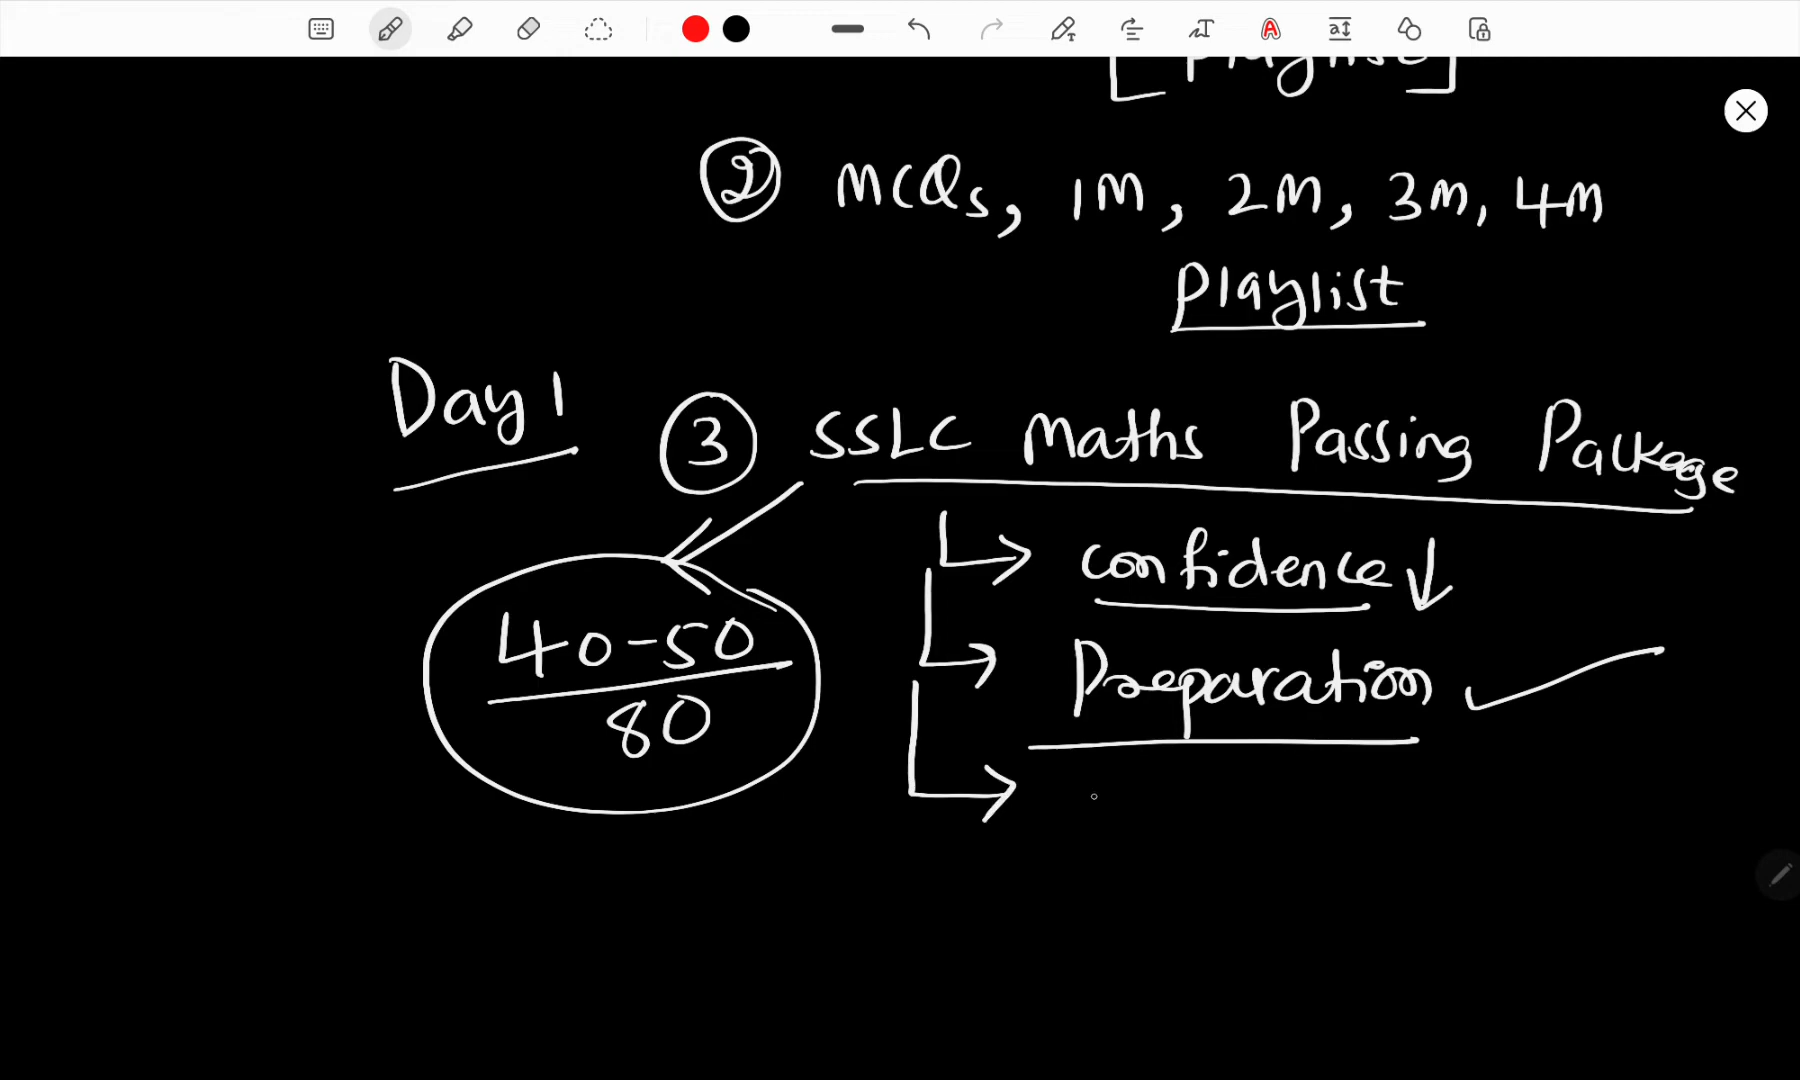 [Playlist]
② MCQs, 1M, 2M, 3M, 4M
Playlist
Day 1
③ SSLC Maths Passing Package
→ confidence ↓
40-50
80
→ Preparation ✓
→